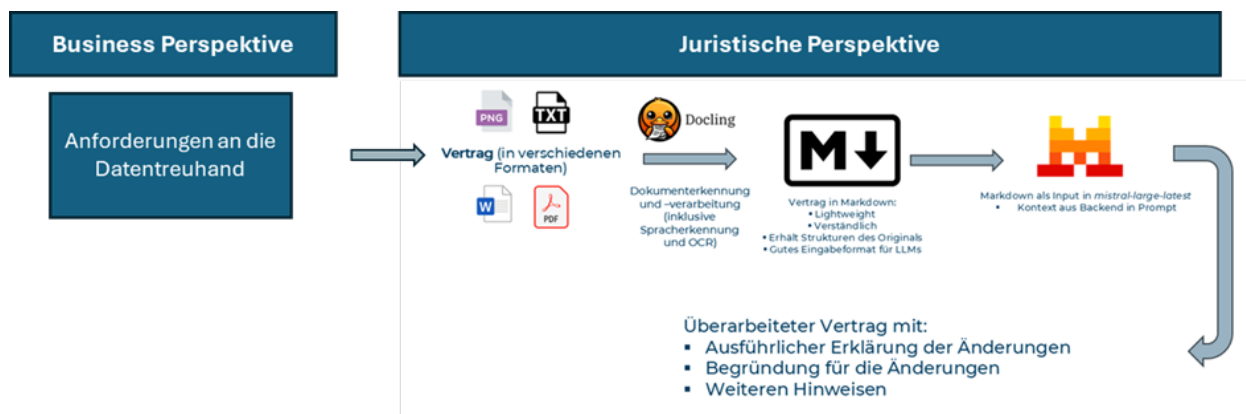 Business Perspektive
Juristische Perspektive
Anforderungen an die
Datentreuhand
PNG
TXT
Vertrag (in verschiedenen
Formaten)
W
PDF
Docling
Dokumenterkennung
und –verarbeitung
(inklusive
Spracherkennung
und OCR)
M
Vertrag in Markdown:
▪ Lightweight
▪ Verständlich
▪ Erhält Strukturen des Originals
▪ Gutes Eingabeformat für LLMs
Markdown als Input in mistral-large-latest
▪ Kontext aus Backend in Prompt
Überarbeiteter Vertrag mit:
▪ Ausführlicher Erklärung der Änderungen
▪ Begründung für die Änderungen
▪ Weiteren Hinweisen